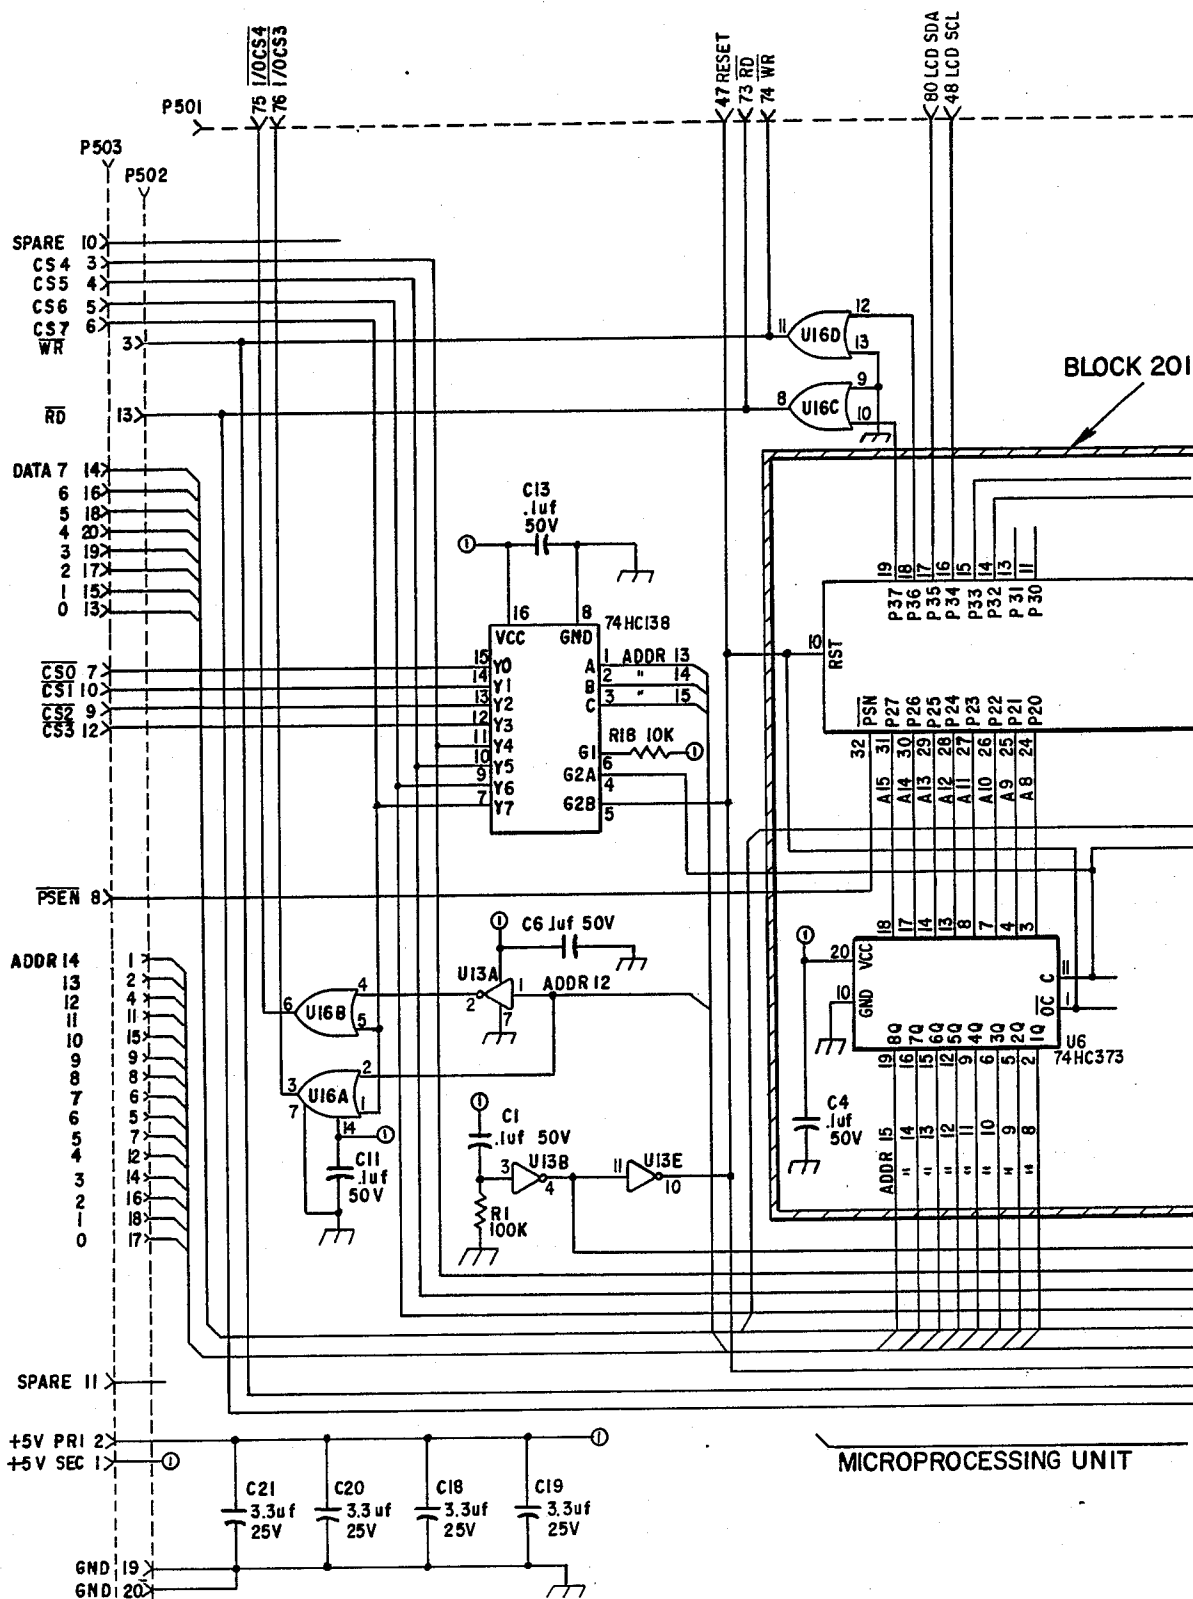 75 I/OCS4
76 I/OCS3
47 RESET
73 RD
74 WR
80 LCD SDA
48 LCD SCL
P501
P503
P502
SPARE 10
CS4 3
CS5 4
CS6 5
CS7 6
WR 3
RD 13
DATA 7 14
6 16
5 18
4 20
3 19
2 17
1 15
0 13
CS0 7
CS1 10
CS2 9
CS3 12
PSEN 8
ADDR 14 1
13 2
12 4
11 11
10 15
9 9
8 8
7 6
6 5
5 7
4 12
3 14
2 16
1 18
0 17
SPARE 11
+5V PRI 2
+5V SEC 1
GND 19
GND 20
11 U16D 12
13
8 U16C 9
10
BLOCK 201
C13
.1uf
50V
1
16 8
VCC GND
74HC138
15 Y0
14 Y1
13 Y2
12 Y3
11 Y4
10 Y5
9 Y6
7 Y7
A 1 ADDR 13
B 2 " 14
C 3 " 15
G1 6
R18 10K 1
G2A 4
G2B 5
19 18 17 16 15 14 13 11
P37 P36 P35 P34 P33 P32 P31 P30
10 RST
PSN P27 P26 P25 P24 P23 P22 P21 P20
32 31 30 29 28 27 26 25 24
A15 A14 A13 A12 A11 A10 A9 A8
18 17 14 13 8 7 4 3
1
20 VCC
10 GND
C 11
OC 1
8Q 7Q 6Q 5Q 4Q 3Q 2Q 1Q
U6
74HC373
19 16 15 12 9 6 5 2
ADDR 15 " 14 " 13 " 12 " 11 " 10 " 9 " 8
C4
.1uf
50V
1
C6 .1uf 50V
U13A
2 1 ADDR 12
7
6 U16B 4
5
3 U16A 2
1
7
14 1
C11
.1uf
50V
1
C1
.1uf 50V
3 U13B 4
11 U13E 10
R1
100K
1
1
C21
3.3uf
25V
C20
3.3uf
25V
C18
3.3uf
25V
C19
3.3uf
25V
MICROPROCESSING UNIT